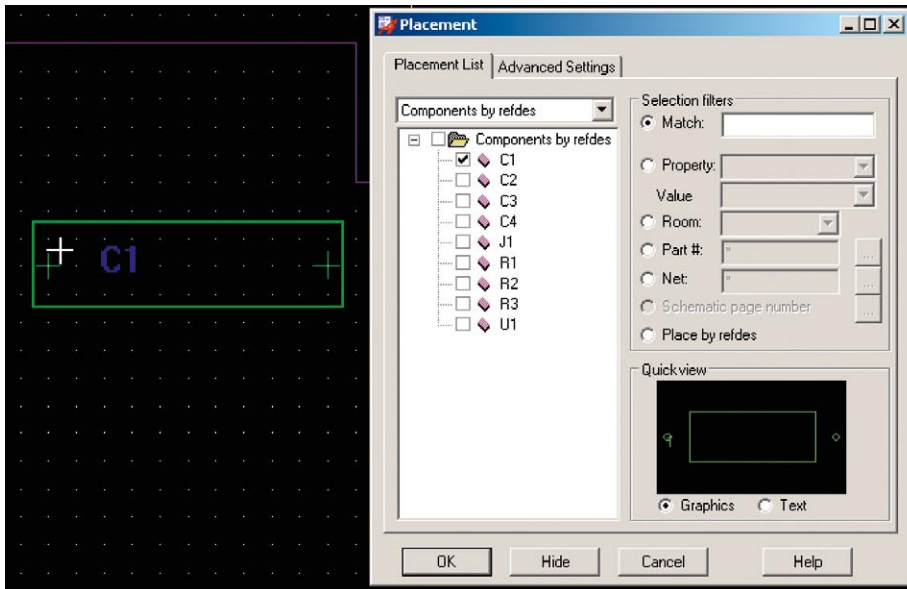 Placement
Placement List
Advanced Settings
Components by refdes
Components by refdes
C1
C2
C3
C4
J1
R1
R2
R3
U1
Selection filters
Match:
Property:
Value
Room:
Part #: *
...
Net: *
...
Schematic page number
...
Place by refdes
Quickview
Graphics Text
OK Hide Cancel Help
C1